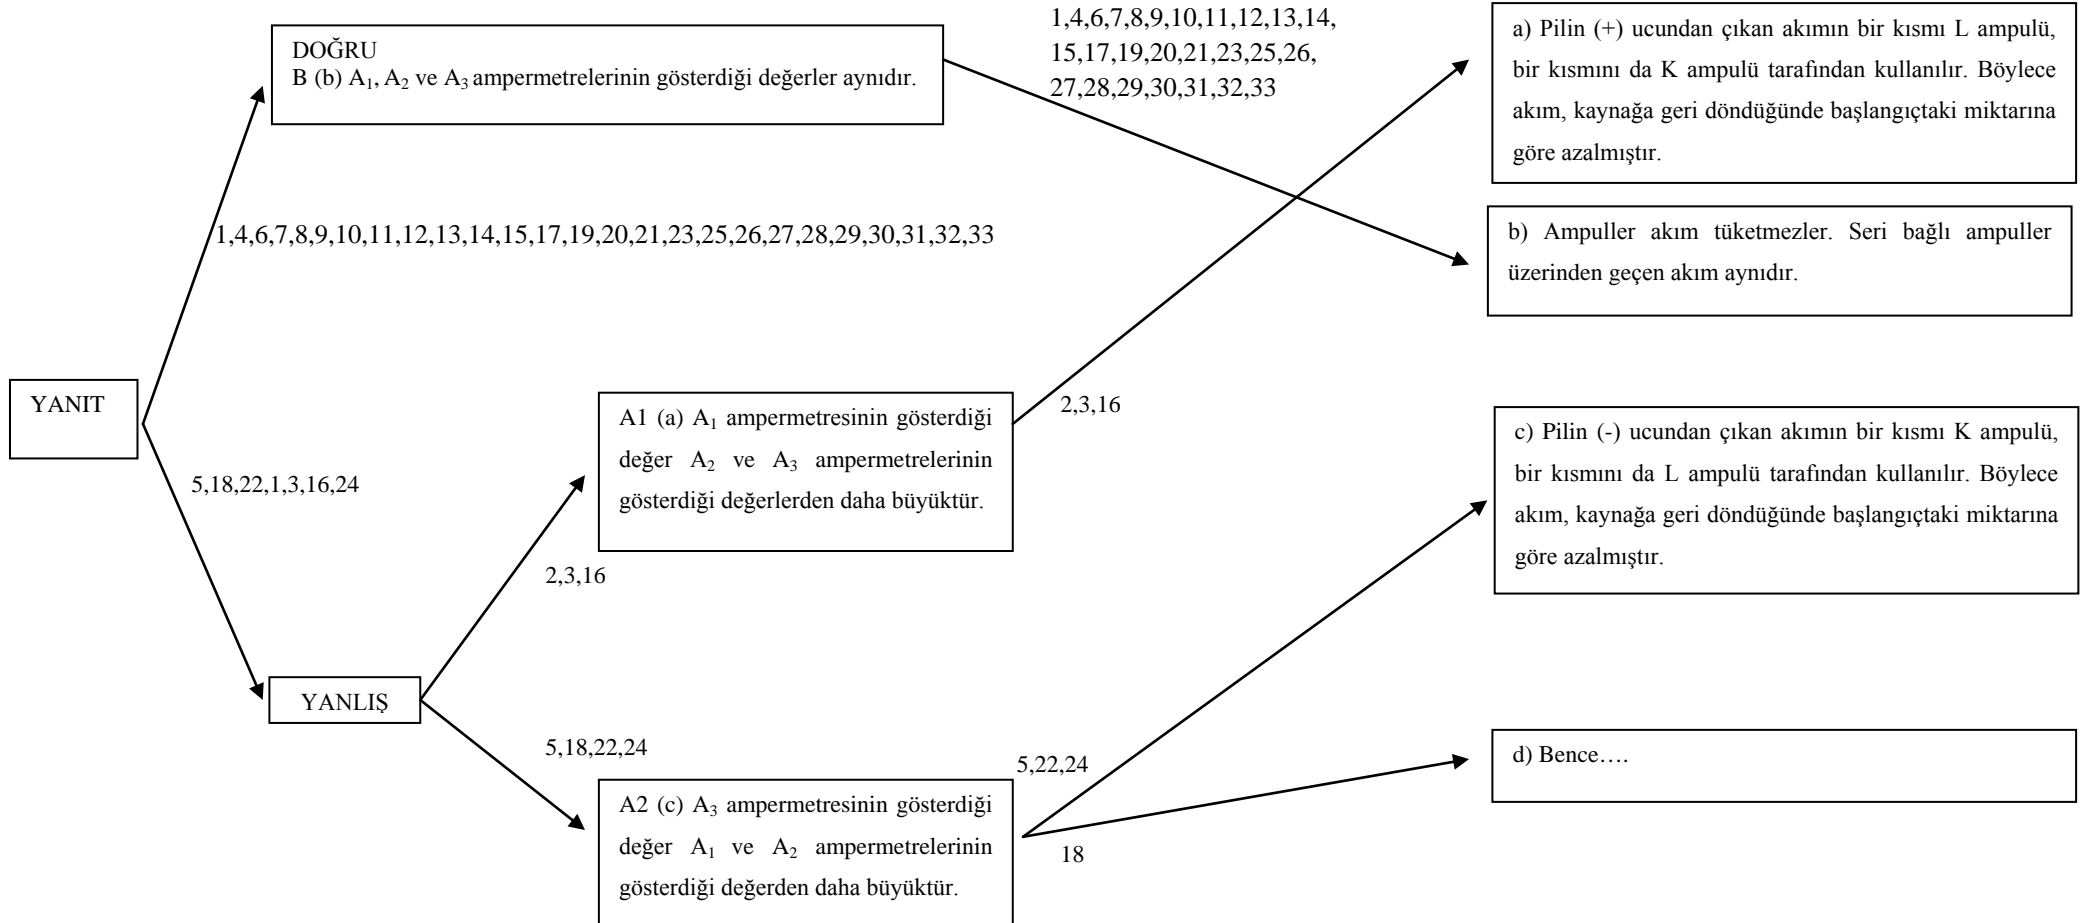 DOĞRU
B (b) A₁, A₂ ve A₃ ampermetrelerinin gösterdiği değerler aynıdır.
1,4,6,7,8,9,10,11,12,13,14,
15,17,19,20,21,23,25,26,
27,28,29,30,31,32,33
a) Pilin (+) ucundan çıkan akımın bir kısmı L ampulü,
bir kısmını da K ampulü tarafından kullanılır. Böylece
akım, kaynağa geri döndüğünde başlangıçtaki miktarına
göre azalmıştır.
1,4,6,7,8,9,10,11,12,13,14,15,17,19,20,21,23,25,26,27,28,29,30,31,32,33
b) Ampuller akım tüketmezler. Seri bağlı ampuller
üzerinden geçen akım aynıdır.
YANIT
5,18,22,1,3,16,24
A1 (a) A₁ ampermetresinin gösterdiği
değer A₂ ve A₃ ampermetrelerinin
gösterdiği değerlerden daha büyüktür.
2,3,16
2,3,16
c) Pilin (-) ucundan çıkan akımın bir kısmı K ampulü,
bir kısmını da L ampulü tarafından kullanılır. Böylece
akım, kaynağa geri döndüğünde başlangıçtaki miktarına
göre azalmıştır.
YANLIŞ
5,18,22,24
A2 (c) A₃ ampermetresinin gösterdiği
değer A₁ ve A₂ ampermetrelerinin
gösterdiği değerden daha büyüktür.
5,22,24
18
d) Bence….